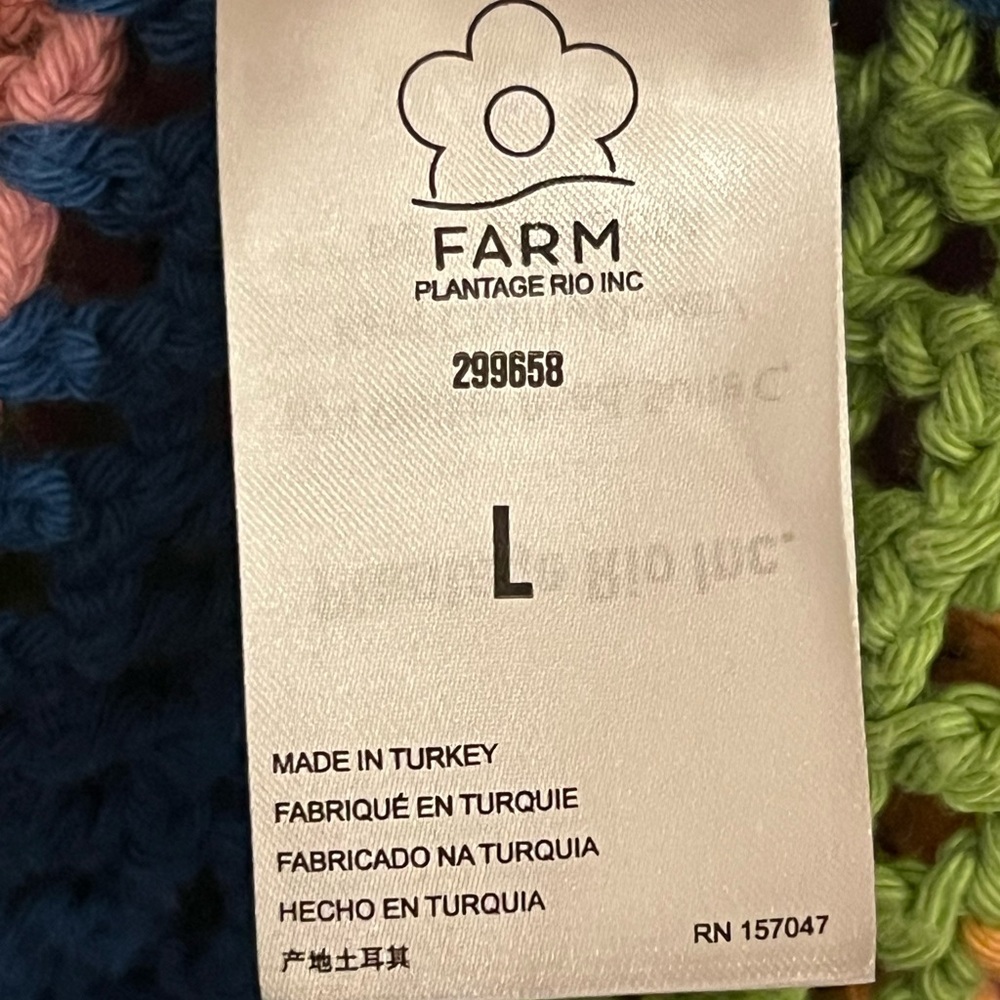 FARM
PLANTAGE RIO INC
299658
L
MADE IN TURKEY
FABRIQUÉ EN TURQUIE
FABRICADO NA TURQUIA
HECHO EN TURQUIA
产地土耳其
RN 157047